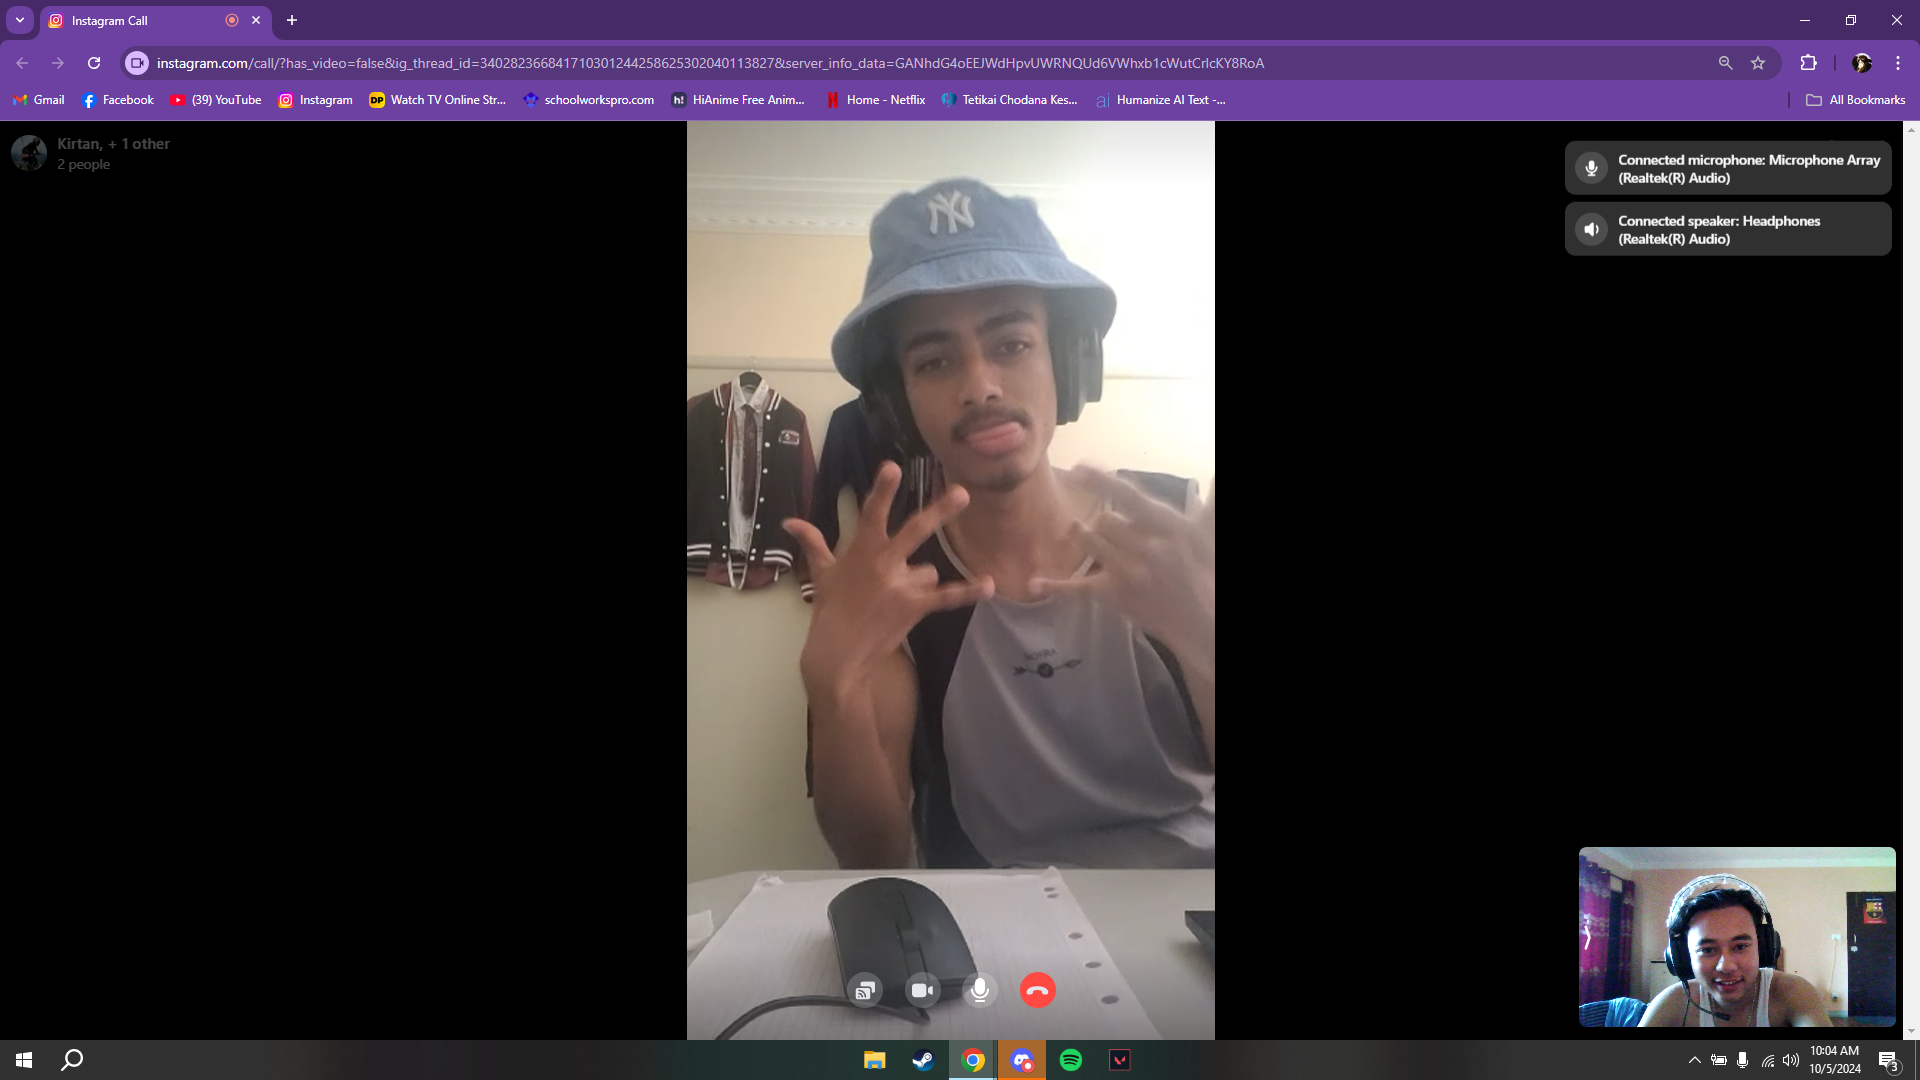 Instagram Call
instagram.com/call/?has_video=false&ig_thread_id=340282366841710301244258625302040113827&server_info_data=GANhdG4oEEJWdHpvUWRNQUd6VWhxb1cWutCrlcKY8RoA
Gmail
Facebook
(39) YouTube
Instagram
DP Watch TV Online Str...
schoolworkspro.com
h! HiAnime Free Anim...
Home - Netflix
Tetikai Chodana Kes...
ai Humanize AI Text -...
All Bookmarks
Kirtan, + 1 other
2 people
Connected microphone: Microphone Array
(Realtek(R) Audio)
Connected speaker: Headphones
(Realtek(R) Audio)
NY
10:04 AM
10/5/2024
3